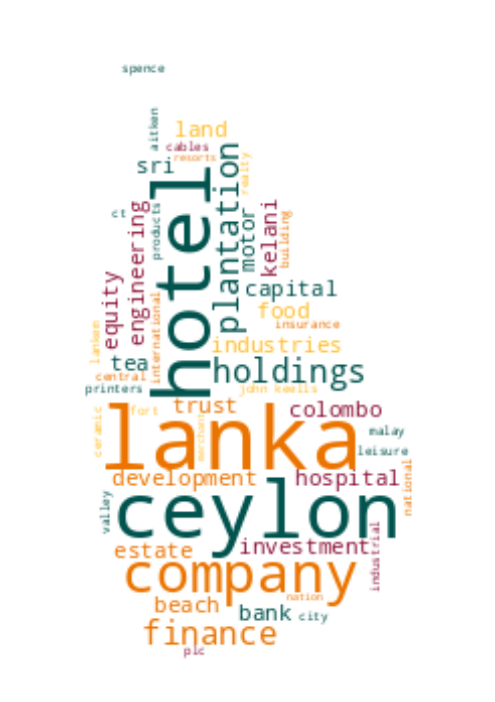 spence
aitken
land
cables
resorts
sri
realty
hotel
plantation
ct
products
engineering
motor
kelani
building
equity
international
capital
food
insurance
lanken
industries
tea
holdings
central
printers
john keells
ceramic
fort
trust
merchant
colombo
lanka
malay
leisure
development
hospital
national
valley
ceylon
estate
investment
industrial
company
nation
beach
bank
city
finance
plc